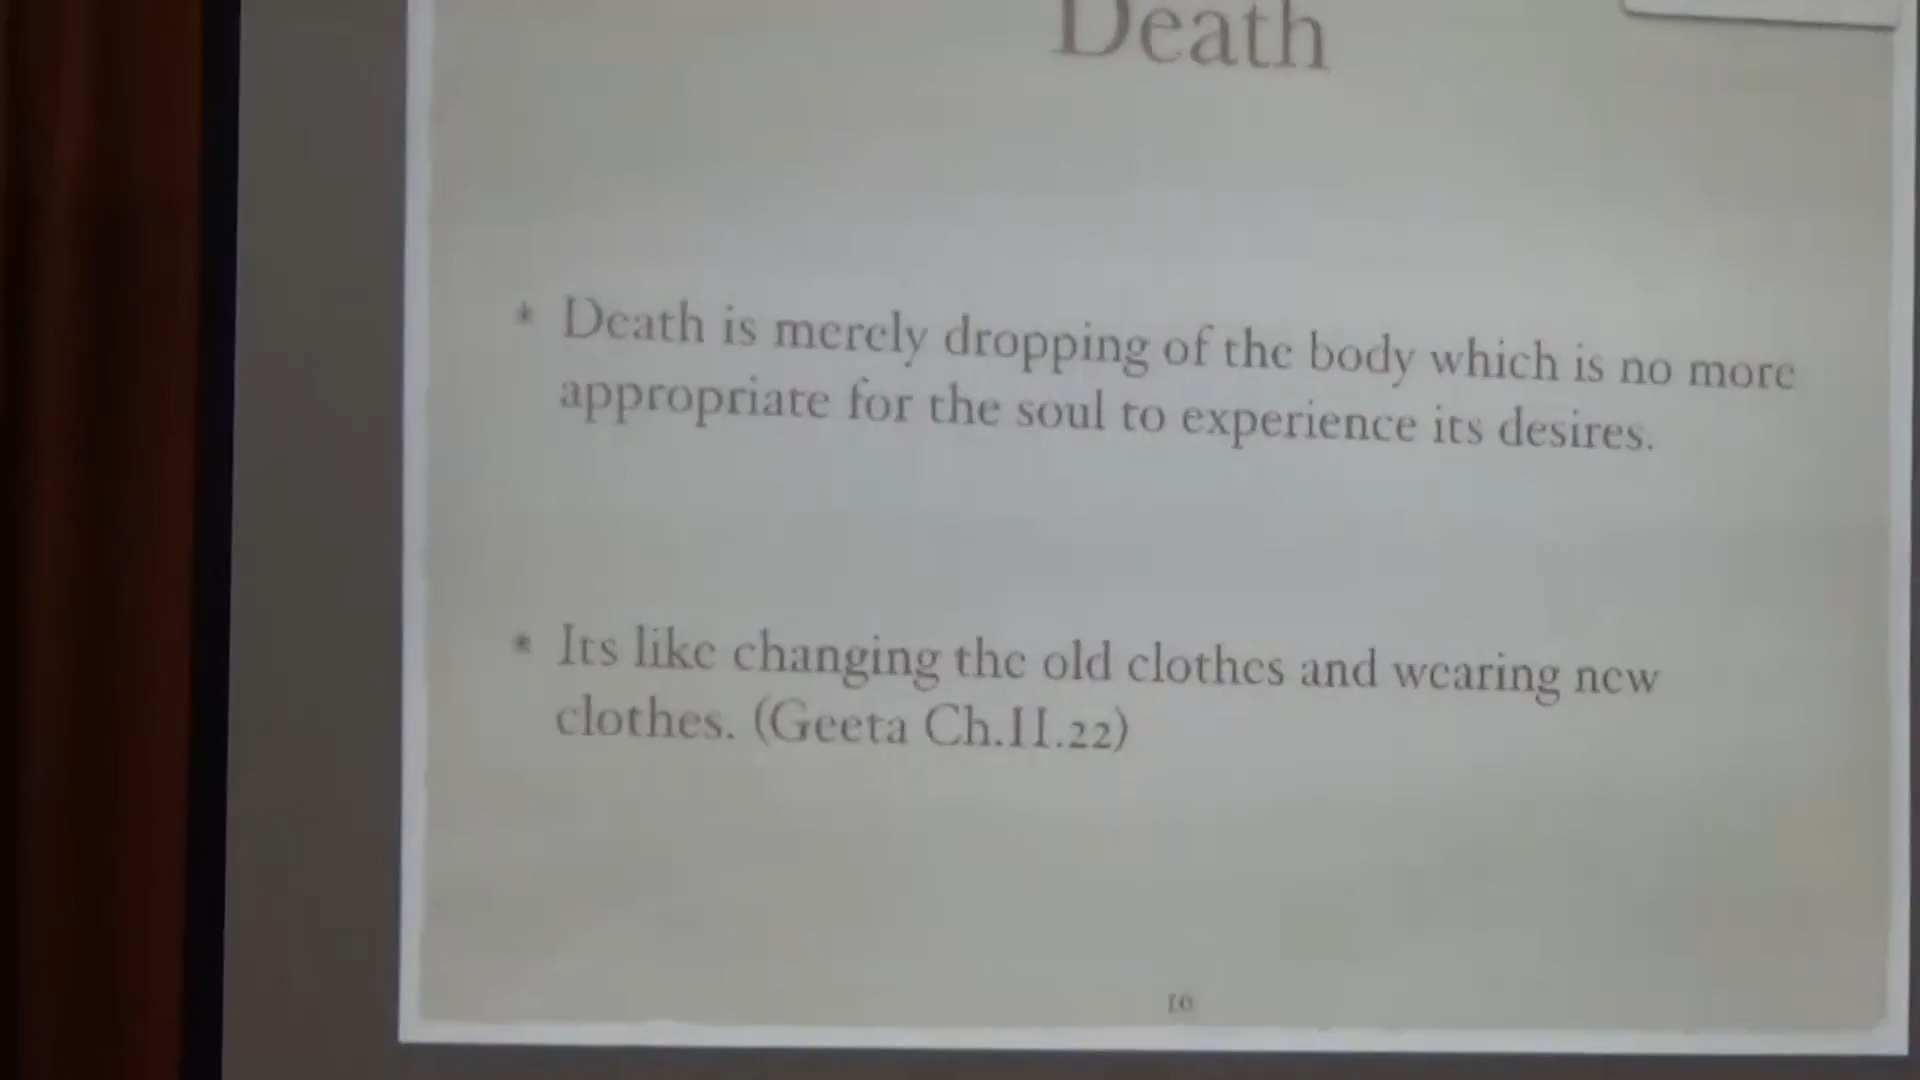 Death
* Death is merely dropping of the body which is no more
appropriate for the soul to experience its desires.
* Its like changing the old clothes and wearing new
clothes. (Geeta Ch.II.22)
10